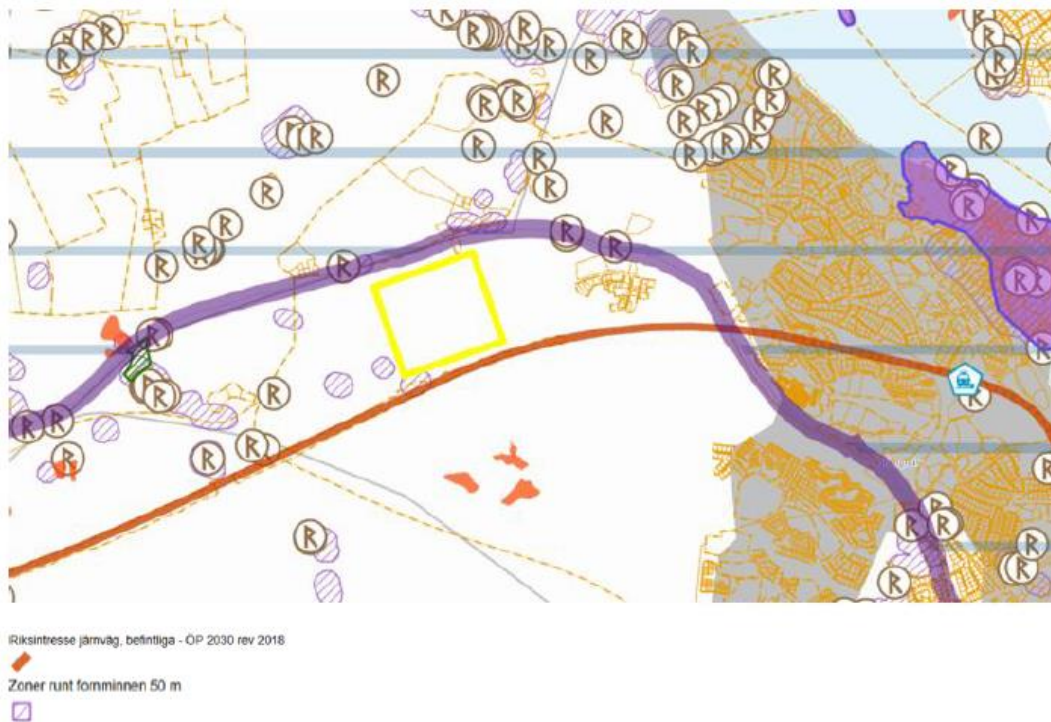 Riksintresse järnväg, befintliga - ÖP 2030 rev 2018
Zoner runt fornminnen 50 m